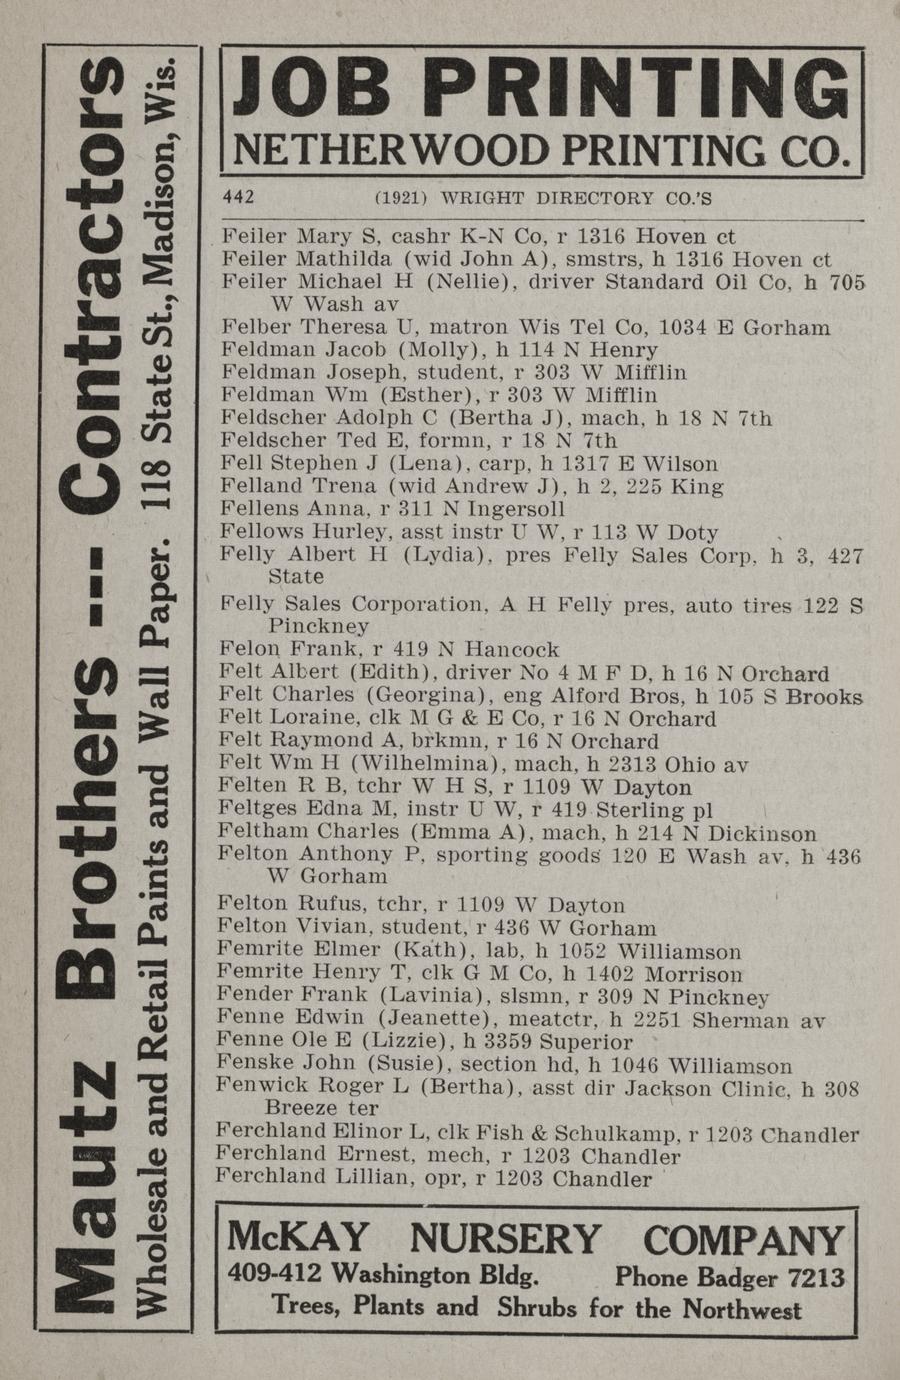 Mautz Brothers --- Contractors
Wholesale and Retail Paints and Wall Paper. 118 State St., Madison, Wis.
JOB PRINTING
NETHERWOOD PRINTING CO.
442 (1921) WRIGHT DIRECTORY CO.'S
Feiler Mary S, cashr K-N Co, r 1316 Hoven ct
Feiler Mathilda (wid John A), smstrs, h 1316 Hoven ct
Feiler Michael H (Nellie), driver Standard Oil Co, h 705
W Wash av
Felber Theresa U, matron Wis Tel Co, 1034 E Gorham
Feldman Jacob (Molly), h 114 N Henry
Feldman Joseph, student, r 303 W Mifflin
Feldman Wm (Esther), r 303 W Mifflin
Feldscher Adolph C (Bertha J), mach, h 18 N 7th
Feldscher Ted E, formn, r 18 N 7th
Fell Stephen J (Lena), carp, h 1317 E Wilson
Felland Trena (wid Andrew J), h 2, 225 King
Fellens Anna, r 311 N Ingersoll
Fellows Hurley, asst instr U W, r 113 W Doty
Felly Albert H (Lydia), pres Felly Sales Corp, h 3, 427
State
Felly Sales Corporation, A H Felly pres, auto tires 122 S
Pinckney
Felon Frank, r 419 N Hancock
Felt Albert (Edith), driver No 4 M F D, h 16 N Orchard
Felt Charles (Georgina), eng Alford Bros, h 105 S Brooks
Felt Loraine, clk M G & E Co, r 16 N Orchard
Felt Raymond A, brkmn, r 16 N Orchard
Felt Wm H (Wilhelmina), mach, h 2313 Ohio av
Felten R B, tchr W H S, r 1109 W Dayton
Feltges Edna M, instr U W, r 419 Sterling pl
Feltham Charles (Emma A), mach, h 214 N Dickinson
Felton Anthony P, sporting goods 120 E Wash av, h 436
W Gorham
Felton Rufus, tchr, r 1109 W Dayton
Felton Vivian, student, r 436 W Gorham
Femrite Elmer (Kath), lab, h 1052 Williamson
Femrite Henry T, clk G M Co, h 1402 Morrison
Fender Frank (Lavinia), slsmn, r 309 N Pinckney
Fenne Edwin (Jeanette), meatctr, h 2251 Sherman av
Fenne Ole E (Lizzie), h 3359 Superior
Fenske John (Susie), section hd, h 1046 Williamson
Fenwick Roger L (Bertha), asst dir Jackson Clinic, h 308
Breeze ter
Ferchland Elinor L, clk Fish & Schulkamp, r 1203 Chandler
Ferchland Ernest, mech, r 1203 Chandler
Ferchland Lillian, opr, r 1203 Chandler
McKAY NURSERY COMPANY
409-412 Washington Bldg. Phone Badger 7213
Trees, Plants and Shrubs for the Northwest